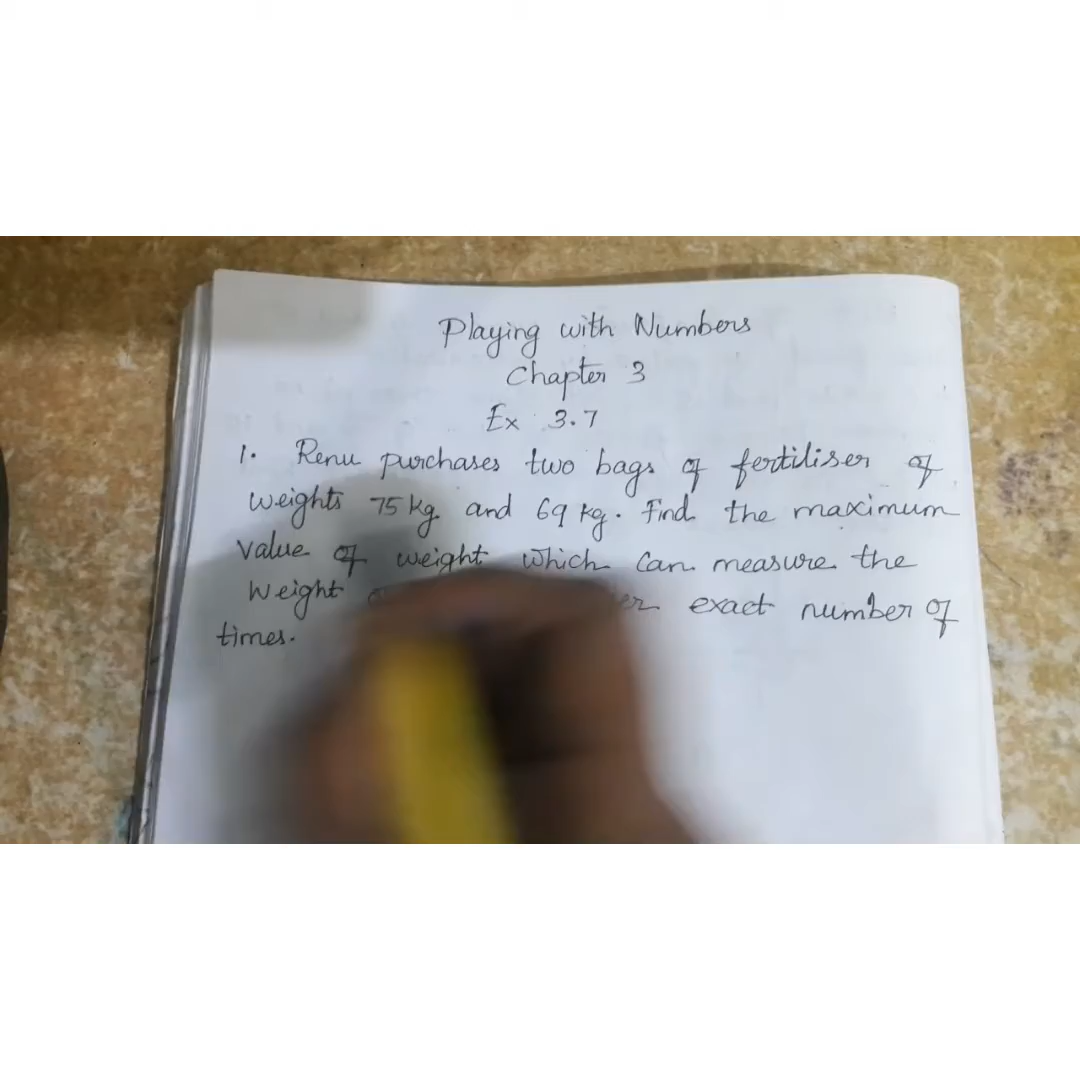 Playing with Numbers
Chapter 3
Ex 3.7
1. Renu purchases two bags of fertiliser of
weights 75 kg and 69 kg. Find the maximum
value of weight which can measure the
weight exact number of
times.